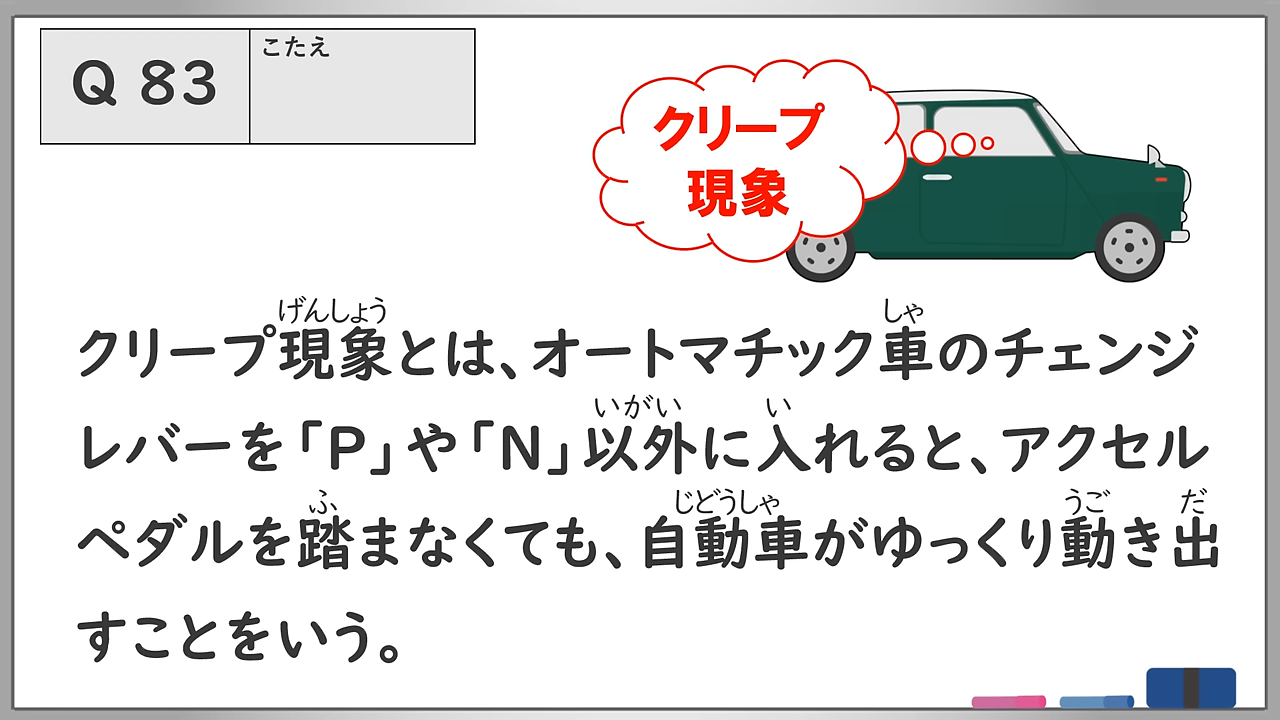 Q 83
こたえ
クリープ
現象
げんしょう しゃ
クリープ現象とは、オートマチック車のチェンジ
いがい い
レバーを「P」や「N」以外に入れると、アクセル
ふ じどうしゃ うご だ
ペダルを踏まなくても、自動車がゆっくり動き出
すことをいう。